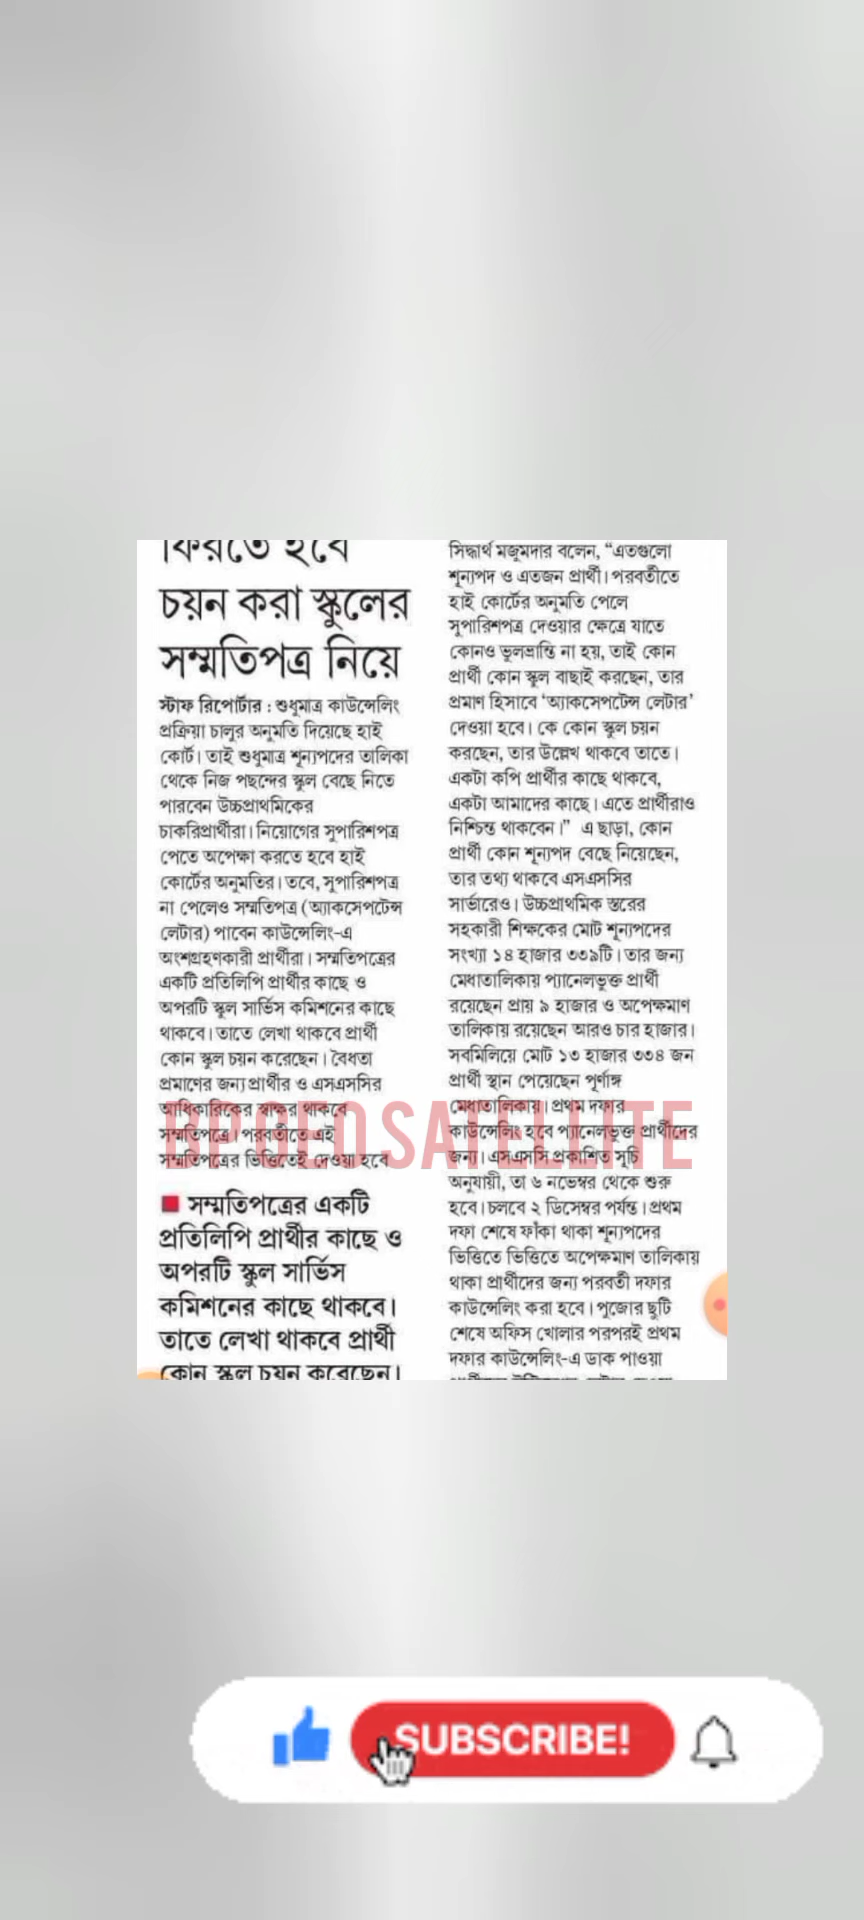 ফিরতে হবে
চয়ন করা স্কুলের
সম্মতিপত্র নিয়ে
স্টাফ রিপোর্টার : শুধুমাত্র কাউন্সেলিং
প্রক্রিয়া চালুর অনুমতি দিয়েছে হাই
কোর্ট। তাই শুধুমাত্র শূন্যপদের তালিকা
থেকে নিজ পছন্দের স্কুল বেছে নিতে
পারবেন উচ্চপ্রাথমিকের
চাকরিপ্রার্থীরা। নিয়োগের সুপারিশপত্র
পেতে অপেক্ষা করতে হবে হাই
কোর্টের অনুমতির। তবে, সুপারিশপত্র
না পেলেও সম্মতিপত্র (অ্যাকসেপটেন্স
লেটার) পাবেন কাউন্সেলিং-এ
অংশগ্রহণকারী প্রার্থীরা। সম্মতিপত্রের
একটি প্রতিলিপি প্রার্থীর কাছে ও
অপরটি স্কুল সার্ভিস কমিশনের কাছে
থাকবে। তাতে লেখা থাকবে প্রার্থী
কোন স্কুল চয়ন করেছেন। বৈধতা
প্রমাণের জন্য প্রার্থীর ও এসএসসির
আধিকারিকের স্বাক্ষর থাকবে
সম্মতিপত্রে। পরবর্তীতে এই
সম্মতিপত্রের ভিত্তিতেই দেওয়া হবে
■ সম্মতিপত্রের একটি
প্রতিলিপি প্রার্থীর কাছে ও
অপরটি স্কুল সার্ভিস
কমিশনের কাছে থাকবে।
তাতে লেখা থাকবে প্রার্থী
কোন স্কুল চয়ন করেছেন।
সিদ্ধার্থ মজুমদার বলেন, “এতগুলো
শূন্যপদ ও এতজন প্রার্থী। পরবর্তীতে
হাই কোর্টের অনুমতি পেলে
সুপারিশপত্র দেওয়ার ক্ষেত্রে যাতে
কোনও ভুলভ্রান্তি না হয়, তাই কোন
প্রার্থী কোন স্কুল বাছাই করছেন, তার
প্রমাণ হিসাবে ‘অ্যাকসেপটেন্স লেটার’
দেওয়া হবে। কে কোন স্কুল চয়ন
করছেন, তার উল্লেখ থাকবে তাতে।
একটা কপি প্রার্থীর কাছে থাকবে,
একটা আমাদের কাছে। এতে প্রার্থীরাও
নিশ্চিন্ত থাকবেন।” এ ছাড়া, কোন
প্রার্থী কোন শূন্যপদ বেছে নিয়েছেন,
তার তথ্য থাকবে এসএসসির
সার্ভারেও। উচ্চপ্রাথমিক স্তরের
সহকারী শিক্ষকের মোট শূন্যপদের
সংখ্যা ১৪ হাজার ৩৩৯টি। তার জন্য
মেধাতালিকায় প্যানেলভুক্ত প্রার্থী
রয়েছেন প্রায় ৯ হাজার ও অপেক্ষমাণ
তালিকায় রয়েছেন আরও চার হাজার।
সবমিলিয়ে মোট ১৩ হাজার ৩৩৪ জন
প্রার্থী স্থান পেয়েছেন পূর্ণাঙ্গ
মেধাতালিকায়। প্রথম দফার
কাউন্সেলিং হবে প্যানেলভুক্ত প্রার্থীদের
জন্য। এসএসসি প্রকাশিত সূচি
অনুযায়ী, তা ৬ নভেম্বর থেকে শুরু
হবে। চলবে ২ ডিসেম্বর পর্যন্ত। প্রথম
দফা শেষে ফাঁকা থাকা শূন্যপদের
ভিত্তিতে ভিত্তিতে অপেক্ষমাণ তালিকায়
থাকা প্রার্থীদের জন্য পরবর্তী দফার
কাউন্সেলিং করা হবে। পুজোর ছুটি
শেষে অফিস খোলার পরপরই প্রথম
দফার কাউন্সেলিং-এ ডাক পাওয়া
BPGEOSATELLITE
SUBSCRIBE!